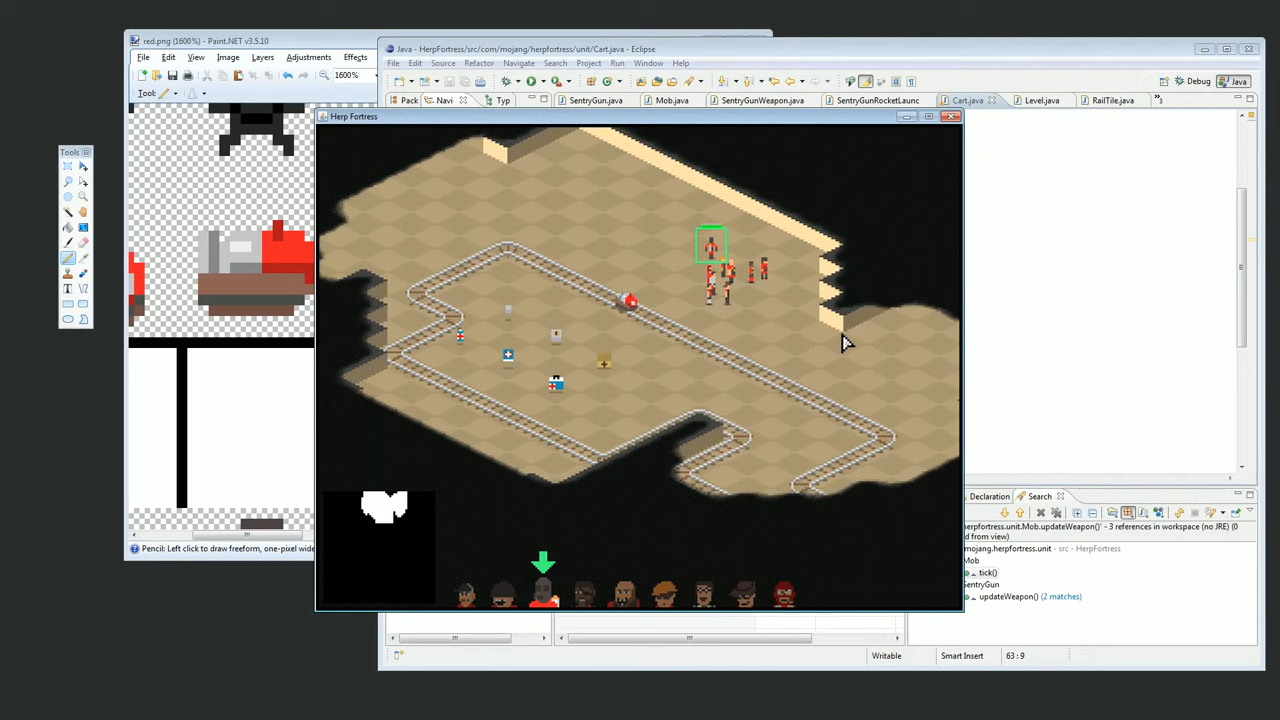 red.png (1600%) - Paint.NET v3.5.10
File Edit View Image Layers Adjustments Effects
1600%
Tool:
Tools
Java - HerpFortress/src/com/mojang/herpfortress/unit/Cart.java - Eclipse
File Edit Source Refactor Navigate Search Project Run Window Help
Debug Java
Pack Navi Typ
SentryGun.java Mob.java SentryGunWeapon.java SentryGunRocketLaunc Cart.java Level.java RailTile.java
Herp Fortress
Declaration Search
herpfortress.unit.Mob.updateWeapon()' - 3 references in workspace (no JRE) (0
d from view)
mojang.herpfortress.unit - src - HerpFortress
Mob
tick()
SentryGun
updateWeapon() (2 matches)
Pencil: Left click to draw freeform, one-pixel wide
Writable Smart Insert 63 : 9